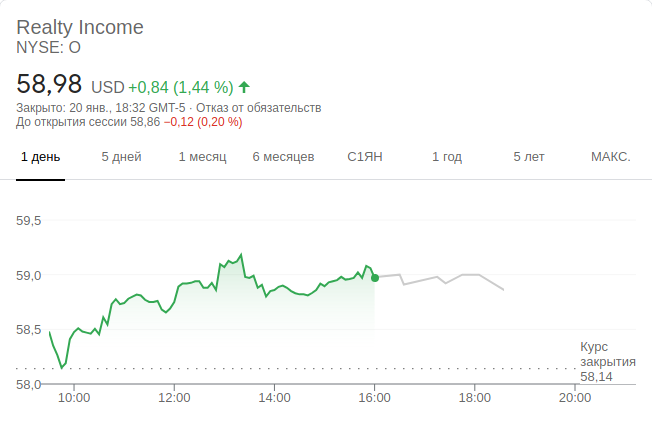 Realty Income
NYSE: O
58,98 USD +0,84 (1,44 %)
Закрыто: 20 янв., 18:32 GMT-5 · Отказ от обязательств
До открытия сессии 58,86 −0,12 (0,20 %)
1 день 5 дней 1 месяц 6 месяцев С1ЯН 1 год 5 лет МАКС.
59,5
59,0
58,5
Курс
закрытия
58,14
58,0
10:00 12:00 14:00 16:00 18:00 20:00